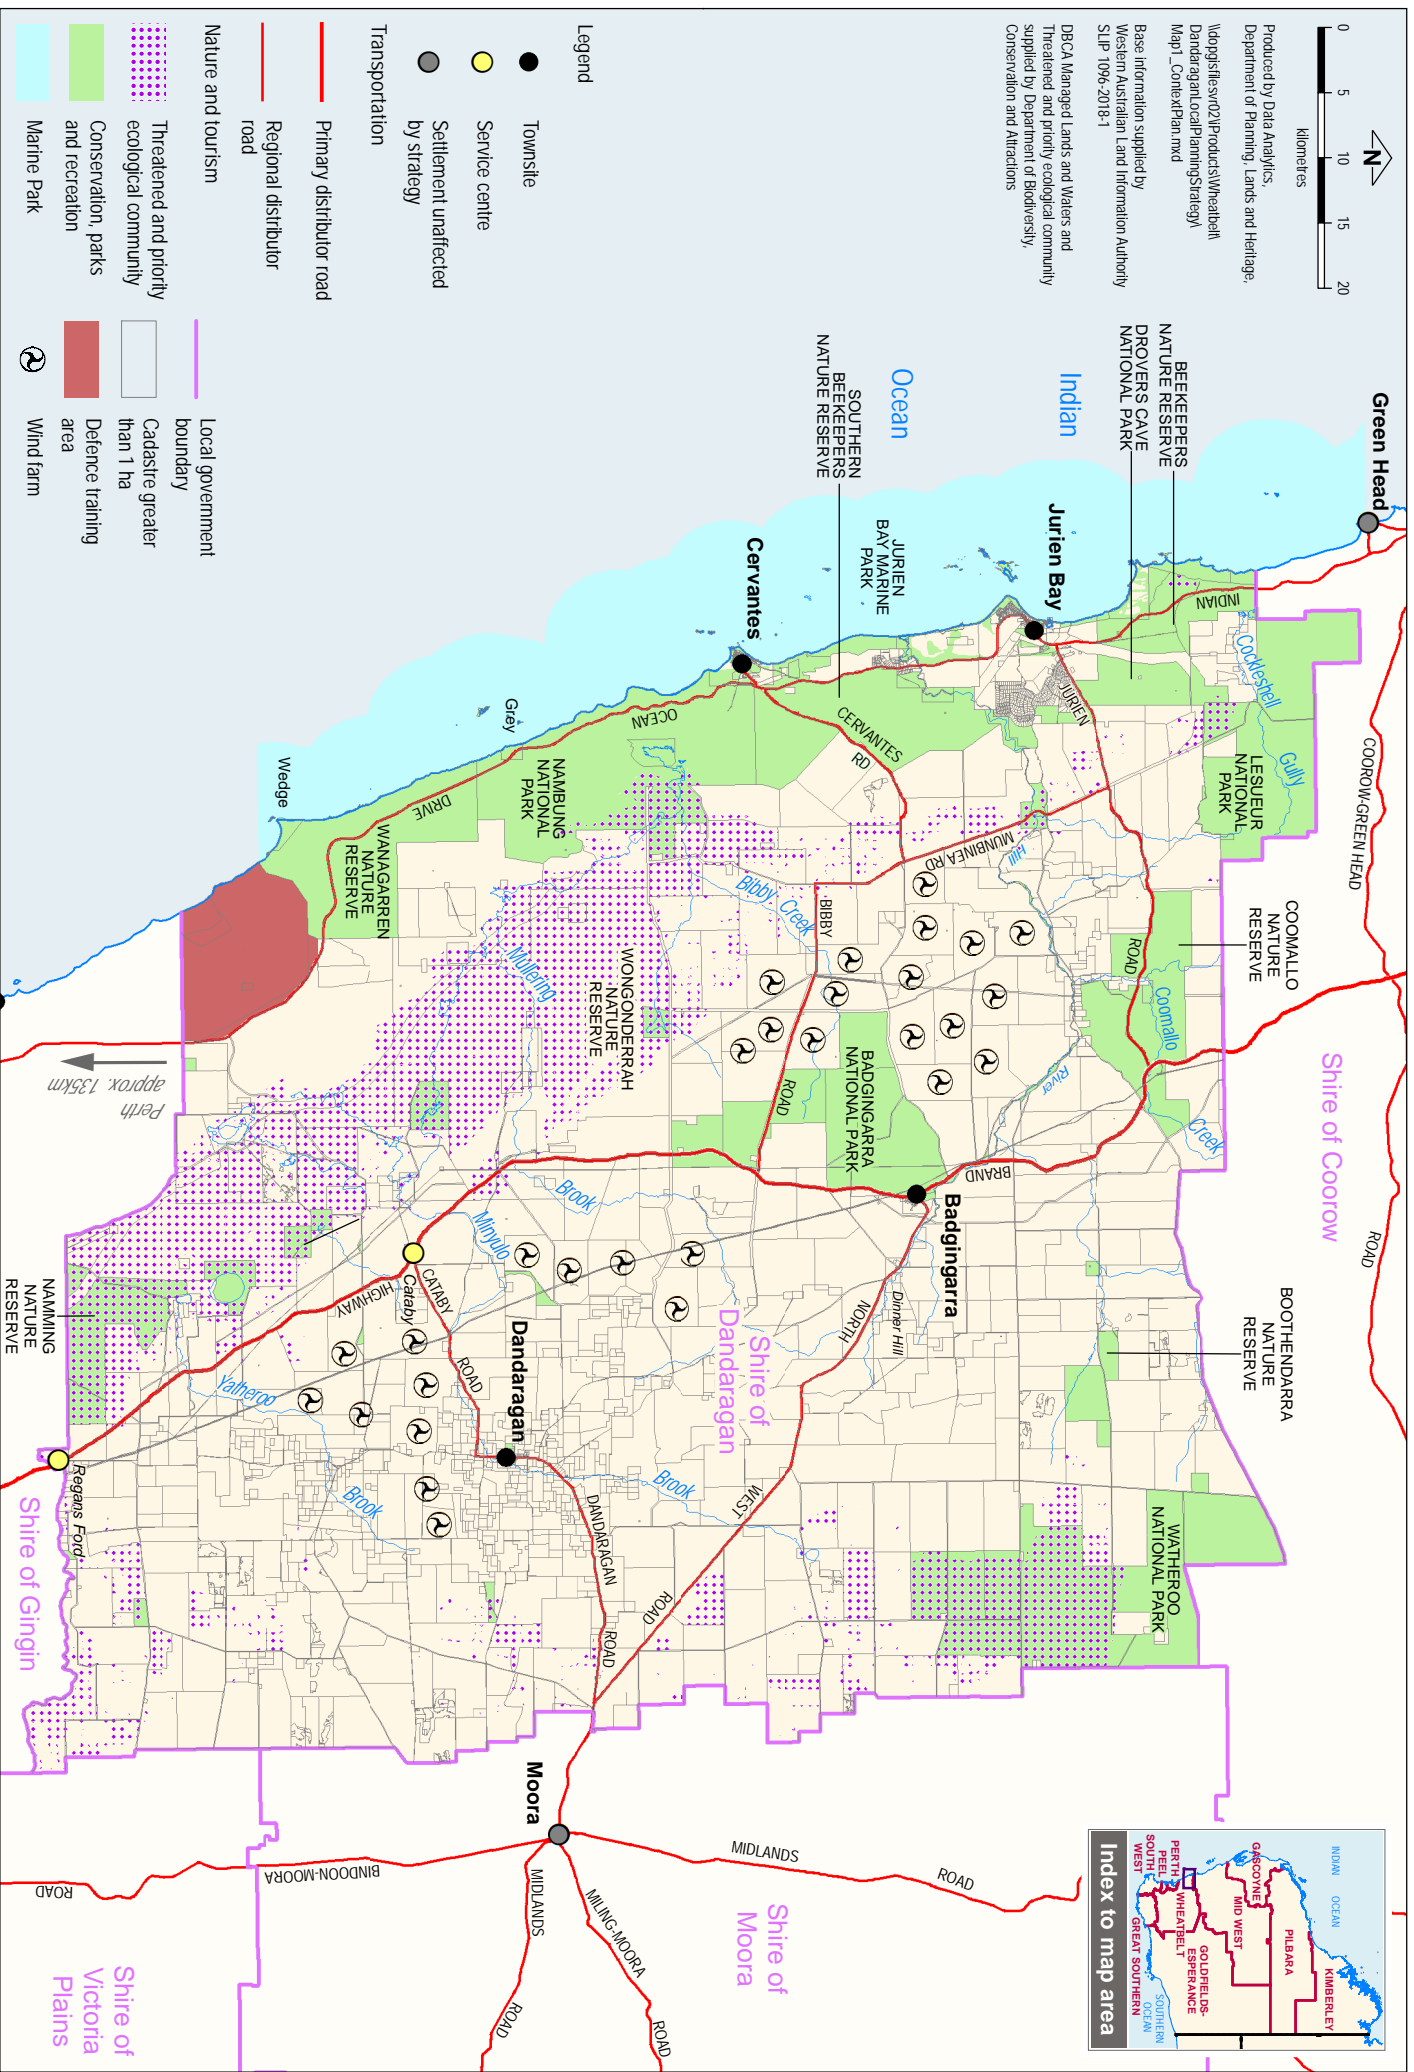 0 5 10 15 20
kilometres
N
Produced by Data Analytics,
Department of Planning, Lands and Heritage,
\\dopgisfilesvr02\Products\Wheatbelt\
DandaraganLocalPlanningStrategy\
Map1_ContextPlan.mxd
Base information supplied by
Western Australian Land Information Authority
SLIP 1096-2018-1
DBCA Managed Lands and Waters and
Threatened and priority ecological community
supplied by Department of Biodiversity,
Conservation and Attractions
Legend
Townsite
Service centre
Settlement unaffected
by strategy
Transportation
Primary distributor road
Regional distributor
road
Nature and tourism
Threatened and priority
ecological community
Conservation, parks
and recreation
Marine Park
Local government
boundary
Cadastre greater
than 1 ha
Defence training
area
Wind farm
Green Head
BEEKEEPERS
NATURE RESERVE
DROVERS CAVE
NATIONAL PARK
Indian
Ocean
SOUTHERN
BEEKEEPERS
NATURE RESERVE
JURIEN
BAY MARINE
PARK
Jurien Bay
Cervantes
Grey
Wedge
INDIAN
OCEAN
DRIVE
Cockleshell
Gully
LESUEUR
NATIONAL
PARK
COOROW-GREEN HEAD
ROAD
JURIEN
ROAD
CERVANTES
RD
MUNBINEA RD
Hill
River
NAMBUNG
NATIONAL
PARK
WANAGARREN
NATURE
RESERVE
Bibby Creek
BIBBY
ROAD
Mullering
Brook
WONGONDERRAH
NATURE
RESERVE
COOMALLO
NATURE
RESERVE
Coomallo
Creek
Shire of Coorow
BADGINGARRA
NATIONAL PARK
BRAND
HIGHWAY
Badgingarra
Dinner Hill
NORTH
WEST
ROAD
BOOTHENDARRA
NATURE
RESERVE
WATHEROO
NATIONAL PARK
Perth
approx. 135km
Minyulo
Brook
Cataby
CATABY
ROAD
Dandaragan
Shire of
Dandaragan
DANDARAGAN
ROAD
Yatheroo
Brook
NAMMING
NATURE
RESERVE
Regans Ford
Shire of Gingin
Moora
MIDLANDS
ROAD
BINDOON-MOORA
ROAD
MIDLANDS
ROAD
MILING-MOORA
ROAD
Shire of
Moora
Shire of
Victoria
Plains
INDIAN OCEAN
KIMBERLEY
PILBARA
GASCOYNE
MID WEST
GOLDFIELDS-
ESPERANCE
WHEATBELT
PERTH
PEEL
SOUTH
WEST
GREAT SOUTHERN
SOUTHERN
OCEAN
Index to map area